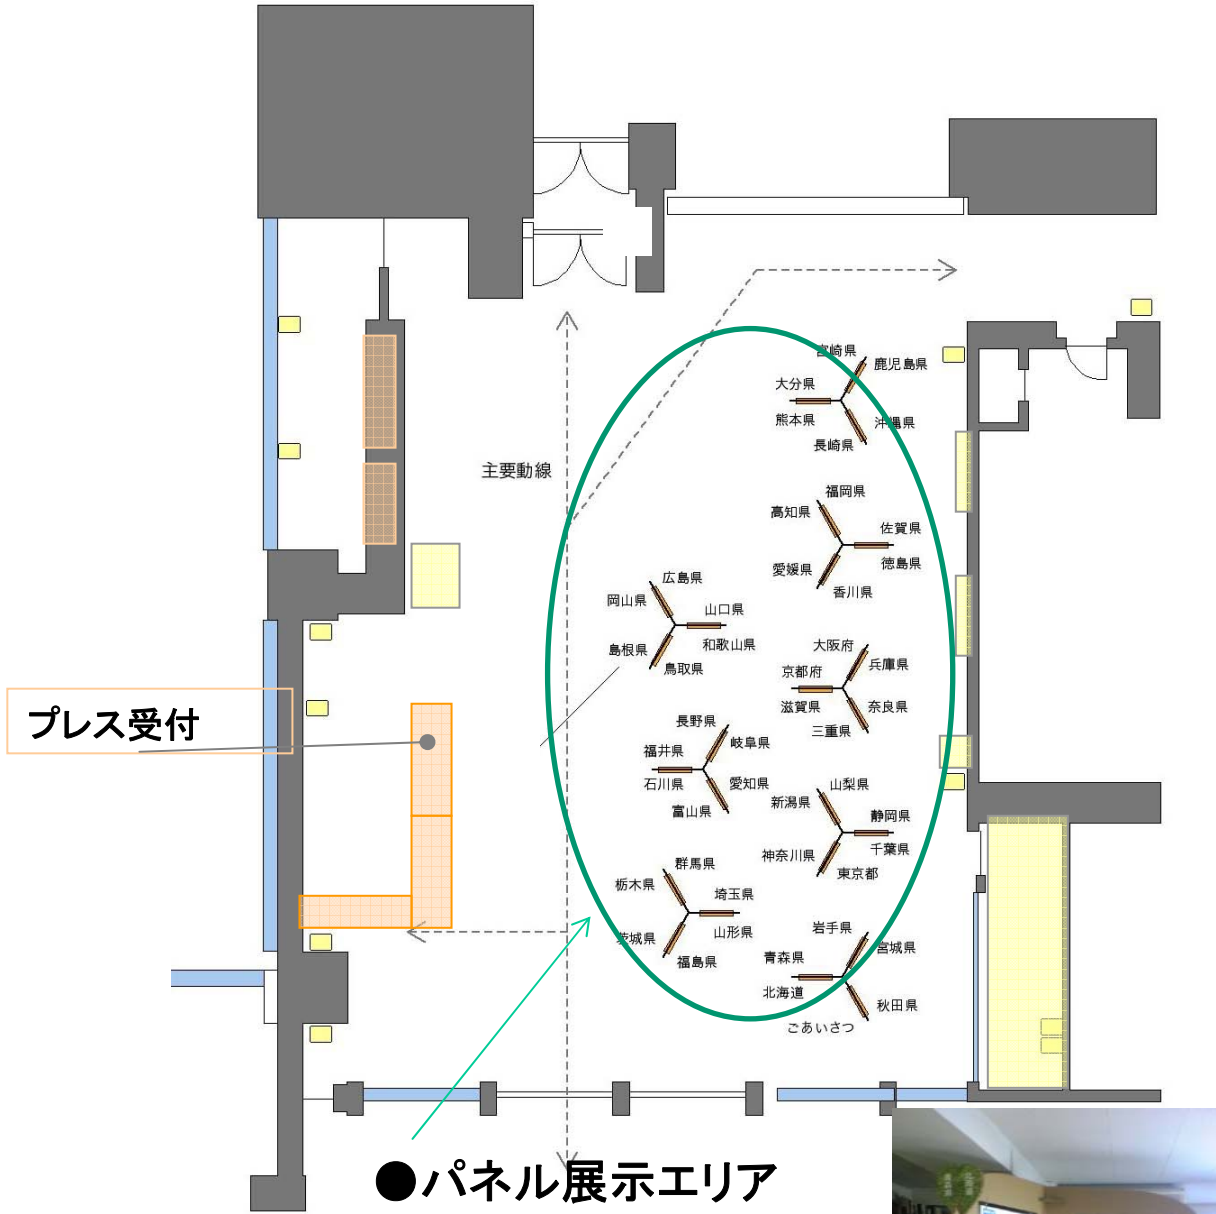 宮崎県
鹿児島県
大分県
熊本県
沖縄県
長崎県
主要動線
福岡県
高知県
佐賀県
徳島県
愛媛県
香川県
広島県
岡山県
山口県
和歌山県
島根県
鳥取県
大阪府
兵庫県
京都府
滋賀県
奈良県
三重県
プレス受付
長野県
岐阜県
福井県
石川県
愛知県
富山県
山梨県
新潟県
静岡県
千葉県
神奈川県
東京都
群馬県
栃木県
埼玉県
山形県
茨城県
福島県
岩手県
宮城県
青森県
北海道
秋田県
ごあいさつ
●パネル展示エリア